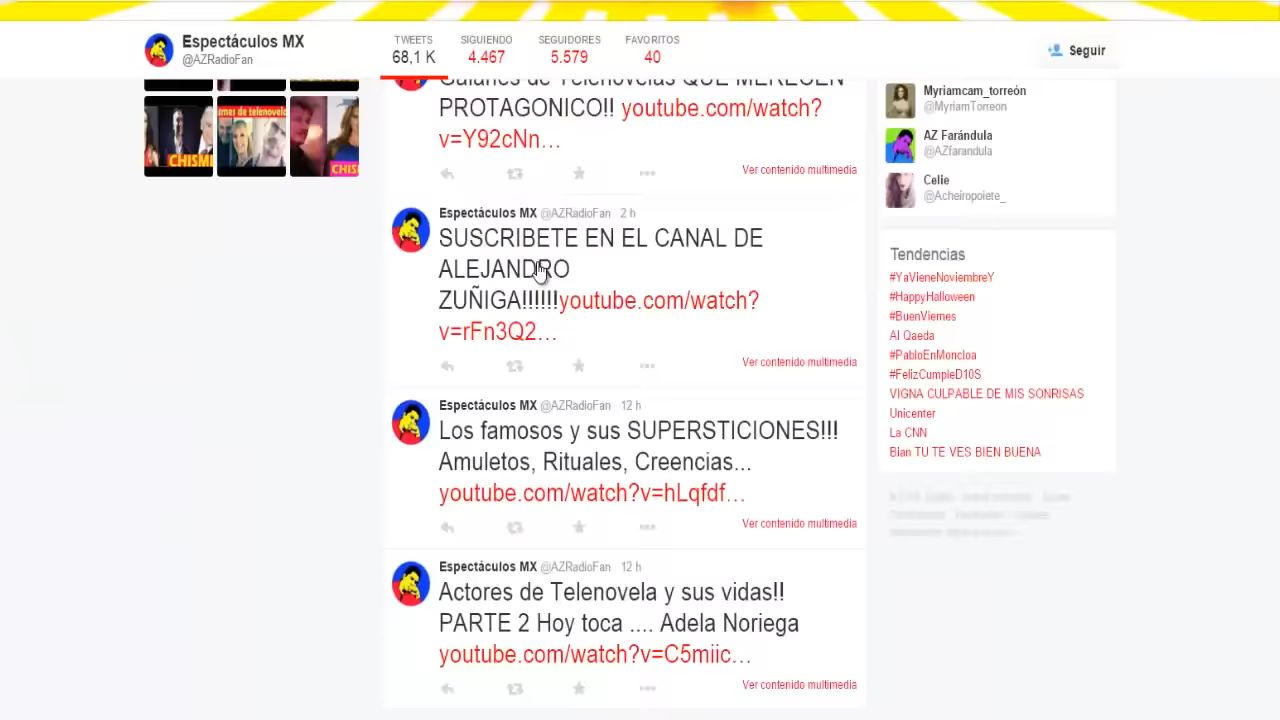 Espectáculos MX
@AZRadioFan
TWEETS
68,1 K
SIGUIENDO
4.467
SEGUIDORES
5.579
FAVORITOS
40
Seguir
CHISM
mes de telenovela
CHIS
Galanes de Telenovelas QUE MERECEN
PROTAGONICO!! youtube.com/watch?
v=Y92cNn…
Ver contenido multimedia
Espectáculos MX @AZRadioFan 2 h
SUSCRIBETE EN EL CANAL DE
ALEJANDRO
ZUÑIGA!!!!!!youtube.com/watch?
v=rFn3Q2…
Ver contenido multimedia
Espectáculos MX @AZRadioFan 12 h
Los famosos y sus SUPERSTICIONES!!!
Amuletos, Rituales, Creencias...
youtube.com/watch?v=hLqfdf…
Ver contenido multimedia
Espectáculos MX @AZRadioFan 12 h
Actores de Telenovela y sus vidas!!
PARTE 2 Hoy toca .... Adela Noriega
youtube.com/watch?v=C5miic…
Ver contenido multimedia
Myriamcam_torreón
@MyriamTorreon
AZ Farándula
@AZfarandula
Celie
@Acheiropoiete_
Tendencias
#YaVieneNoviembreY
#HappyHalloween
#BuenViernes
Al Qaeda
#PabloEnMoncloa
#FelizCumpleD10S
VIGNA CULPABLE DE MIS SONRISAS
Unicenter
La CNN
Bian TU TE VES BIEN BUENA